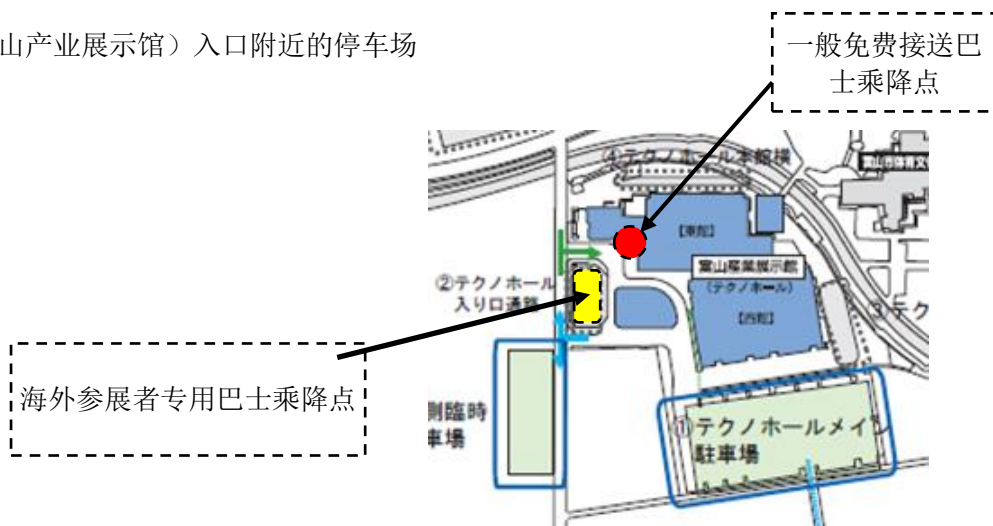 山产业展示馆）入口附近的停车场
一般免费接送巴
士乘降点
④テクノホール本館横
【東館】
富山産業展示館
（テクノホール）
②テクノホール
入り口通路
【西館】
③テク
海外参展者专用巴士乘降点
側臨時
車場
①テクノホールメイン
駐車場